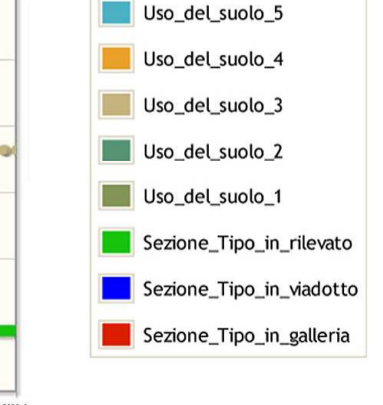 Uso_del_suolo_5
Uso_del_suolo_4
Uso_del_suolo_3
Uso_del_suolo_2
Uso_del_suolo_1
Sezione_Tipo_in_rilevato
Sezione_Tipo_in_viadotto
Sezione_Tipo_in_galleria